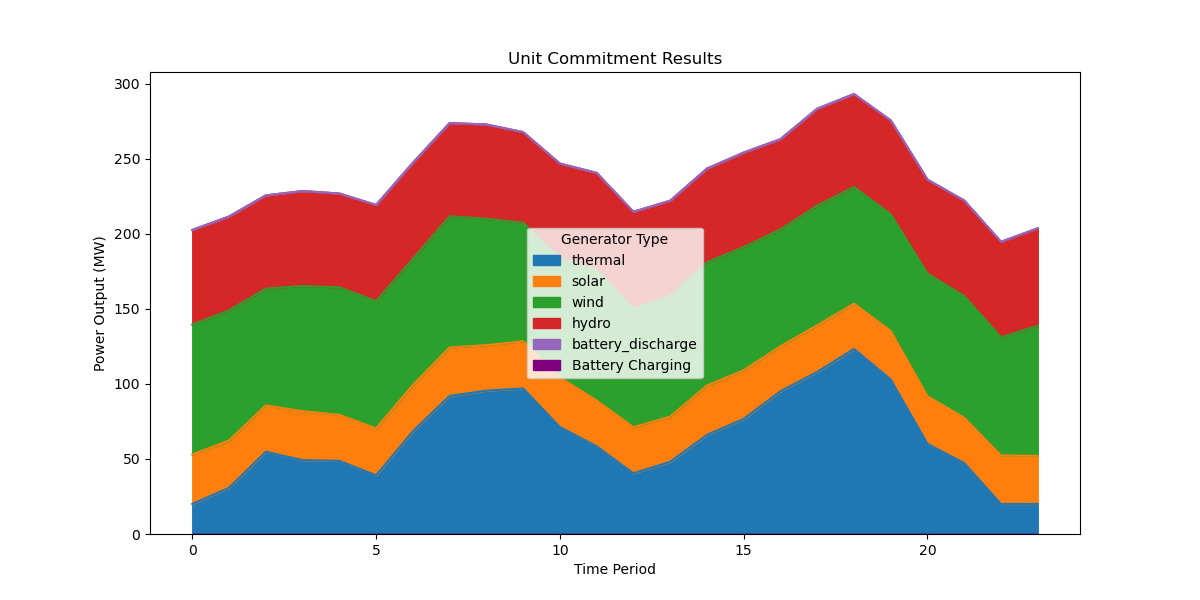 Unit Commitment Results
300
250
200
150
100
50
0
Power Output (MW)
Generator Type
thermal
solar
wind
hydro
battery_discharge
Battery Charging
0 5 10 15 20
Time Period